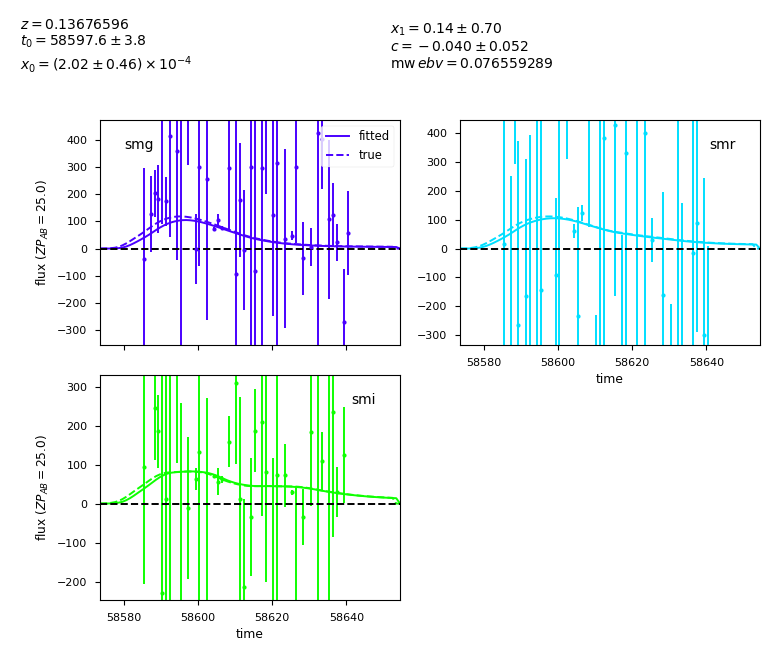 z = 0.13676596
t₀ = 58597.6 ± 3.8
x₀ = (2.02 ± 0.46) × 10⁻⁴
x₁ = 0.14 ± 0.70
c = −0.040 ± 0.052
mw ebv = 0.076559289
smg
fitted
true
400
300
200
100
0
−100
−200
−300
flux (ZP_AB = 25.0)
smr
400
300
200
100
0
−100
−200
−300
58580 58600 58620 58640
time
smi
300
200
100
0
−100
−200
flux (ZP_AB = 25.0)
58580 58600 58620 58640
time